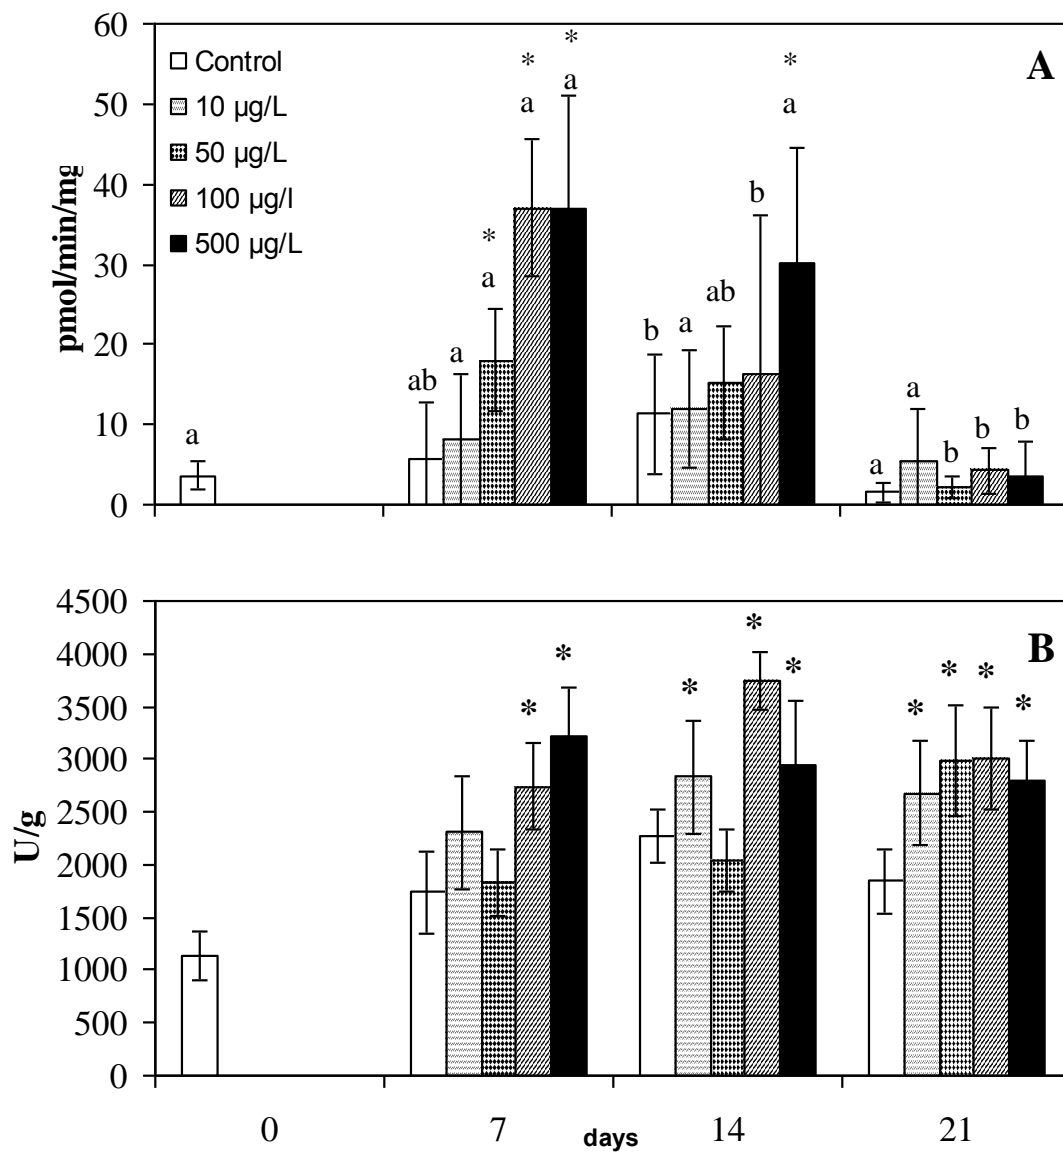 60
50
40
30
20
10
0
pmol/min/mg
A
Control
10 µg/L
50 µg/L
100 µg/l
500 µg/L
* *
* a
a
* a
* a
b
a ab a a ab b a
a a b b b
4500
4000
3500
3000
2500
2000
1500
1000
500
0
U/g
B
* * * * * * * * *
0 7 days 14 21